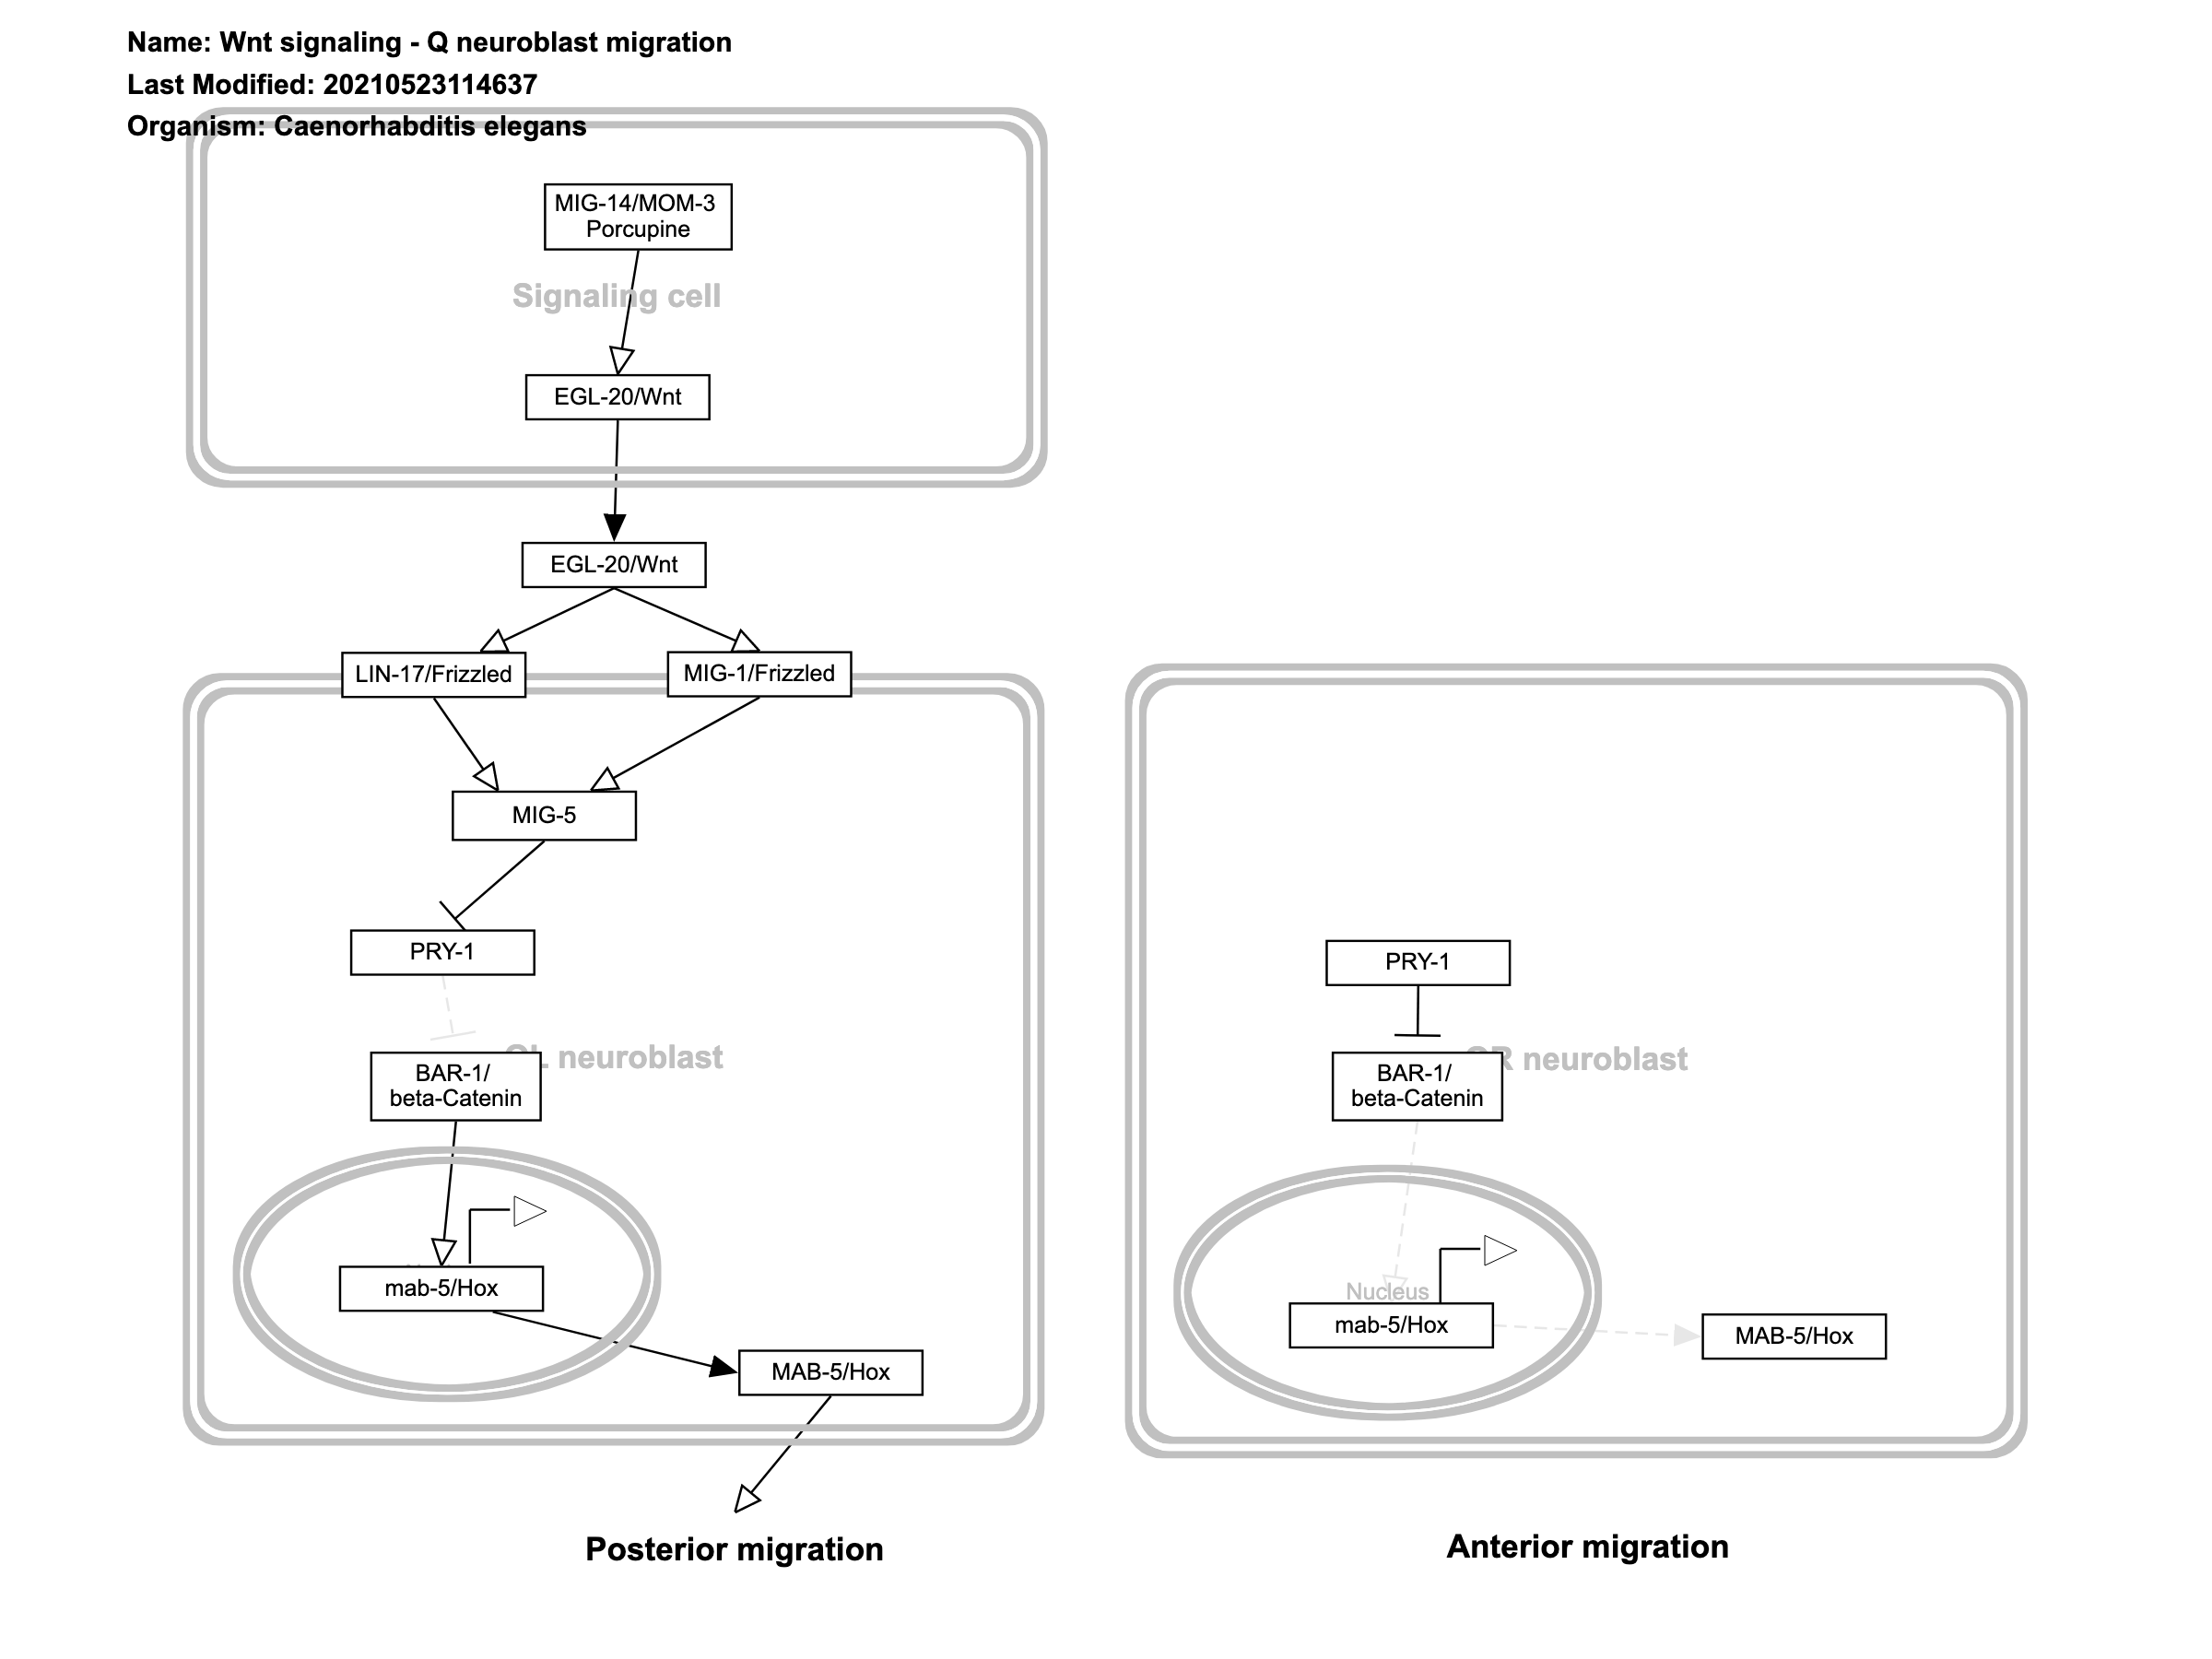 Name: Wnt signaling - Q neuroblast migration
Last Modified: 20210523114637
Organism: Caenorhabditis elegans
MIG-14/MOM-3
Porcupine
Signaling cell
EGL-20/Wnt
EGL-20/Wnt
LIN-17/Frizzled
MIG-1/Frizzled
MIG-5
PRY-1
QL neuroblast
BAR-1/
beta-Catenin
mab-5/Hox
MAB-5/Hox
Posterior migration
PRY-1
QR neuroblast
BAR-1/
beta-Catenin
Nucleus
mab-5/Hox
MAB-5/Hox
Anterior migration